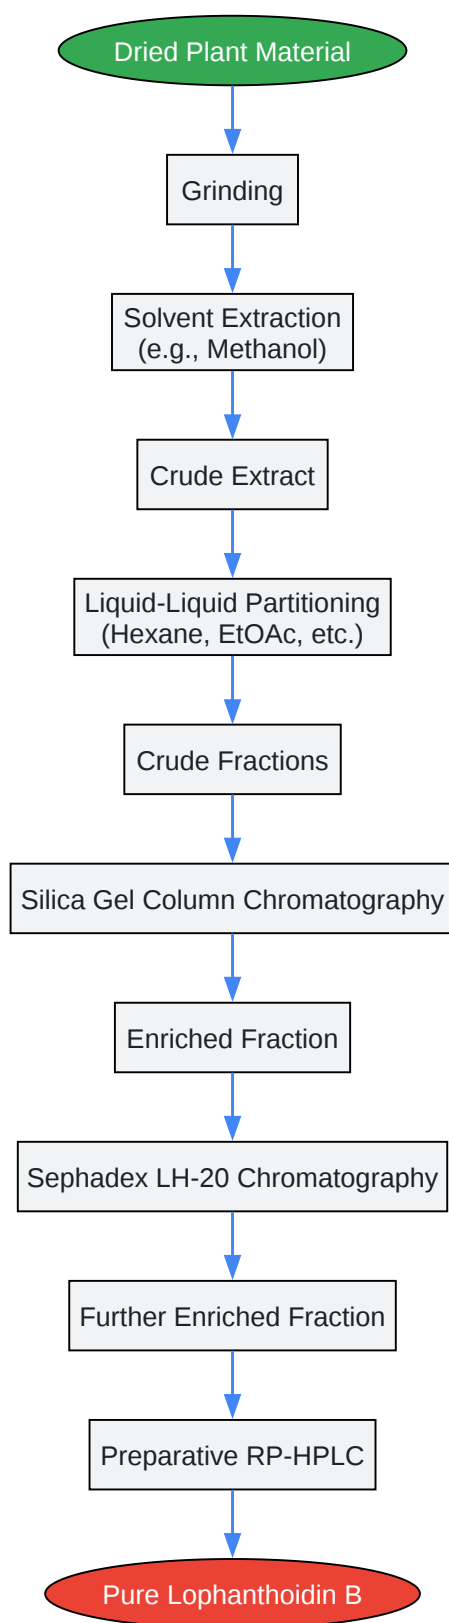 Dried Plant Material
Grinding
Solvent Extraction
(e.g., Methanol)
Crude Extract
Liquid-Liquid Partitioning
(Hexane, EtOAc, etc.)
Crude Fractions
Silica Gel Column Chromatography
Enriched Fraction
Sephadex LH-20 Chromatography
Further Enriched Fraction
Preparative RP-HPLC
Pure Lophanthoidin B